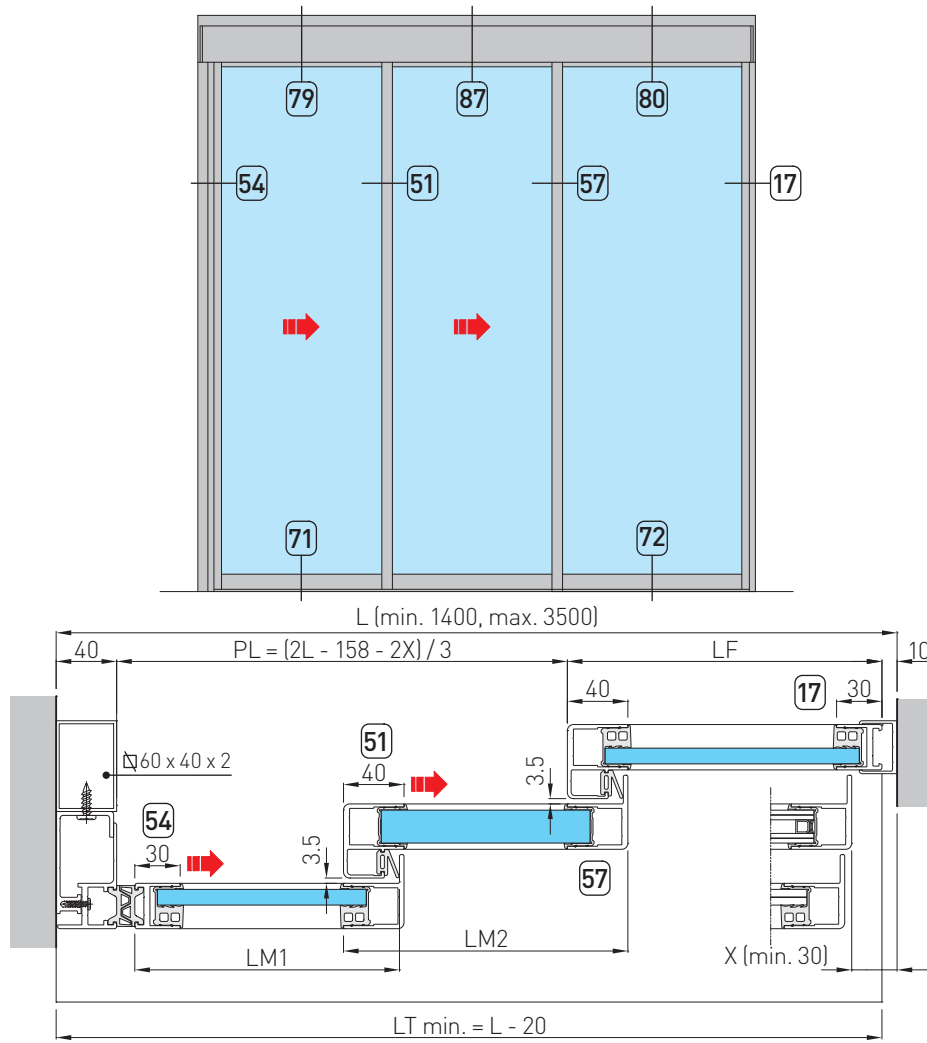 79 87 80
54 51 57 17
71 72
L (min. 1400, max. 3500)
40 PL = (2L - 158 - 2X) / 3 LF 10
40 17 30
51
60 x 40 x 2 40 3.5
54
30 3.5
57
LM1 LM2 X (min. 30)
LT min. = L - 20